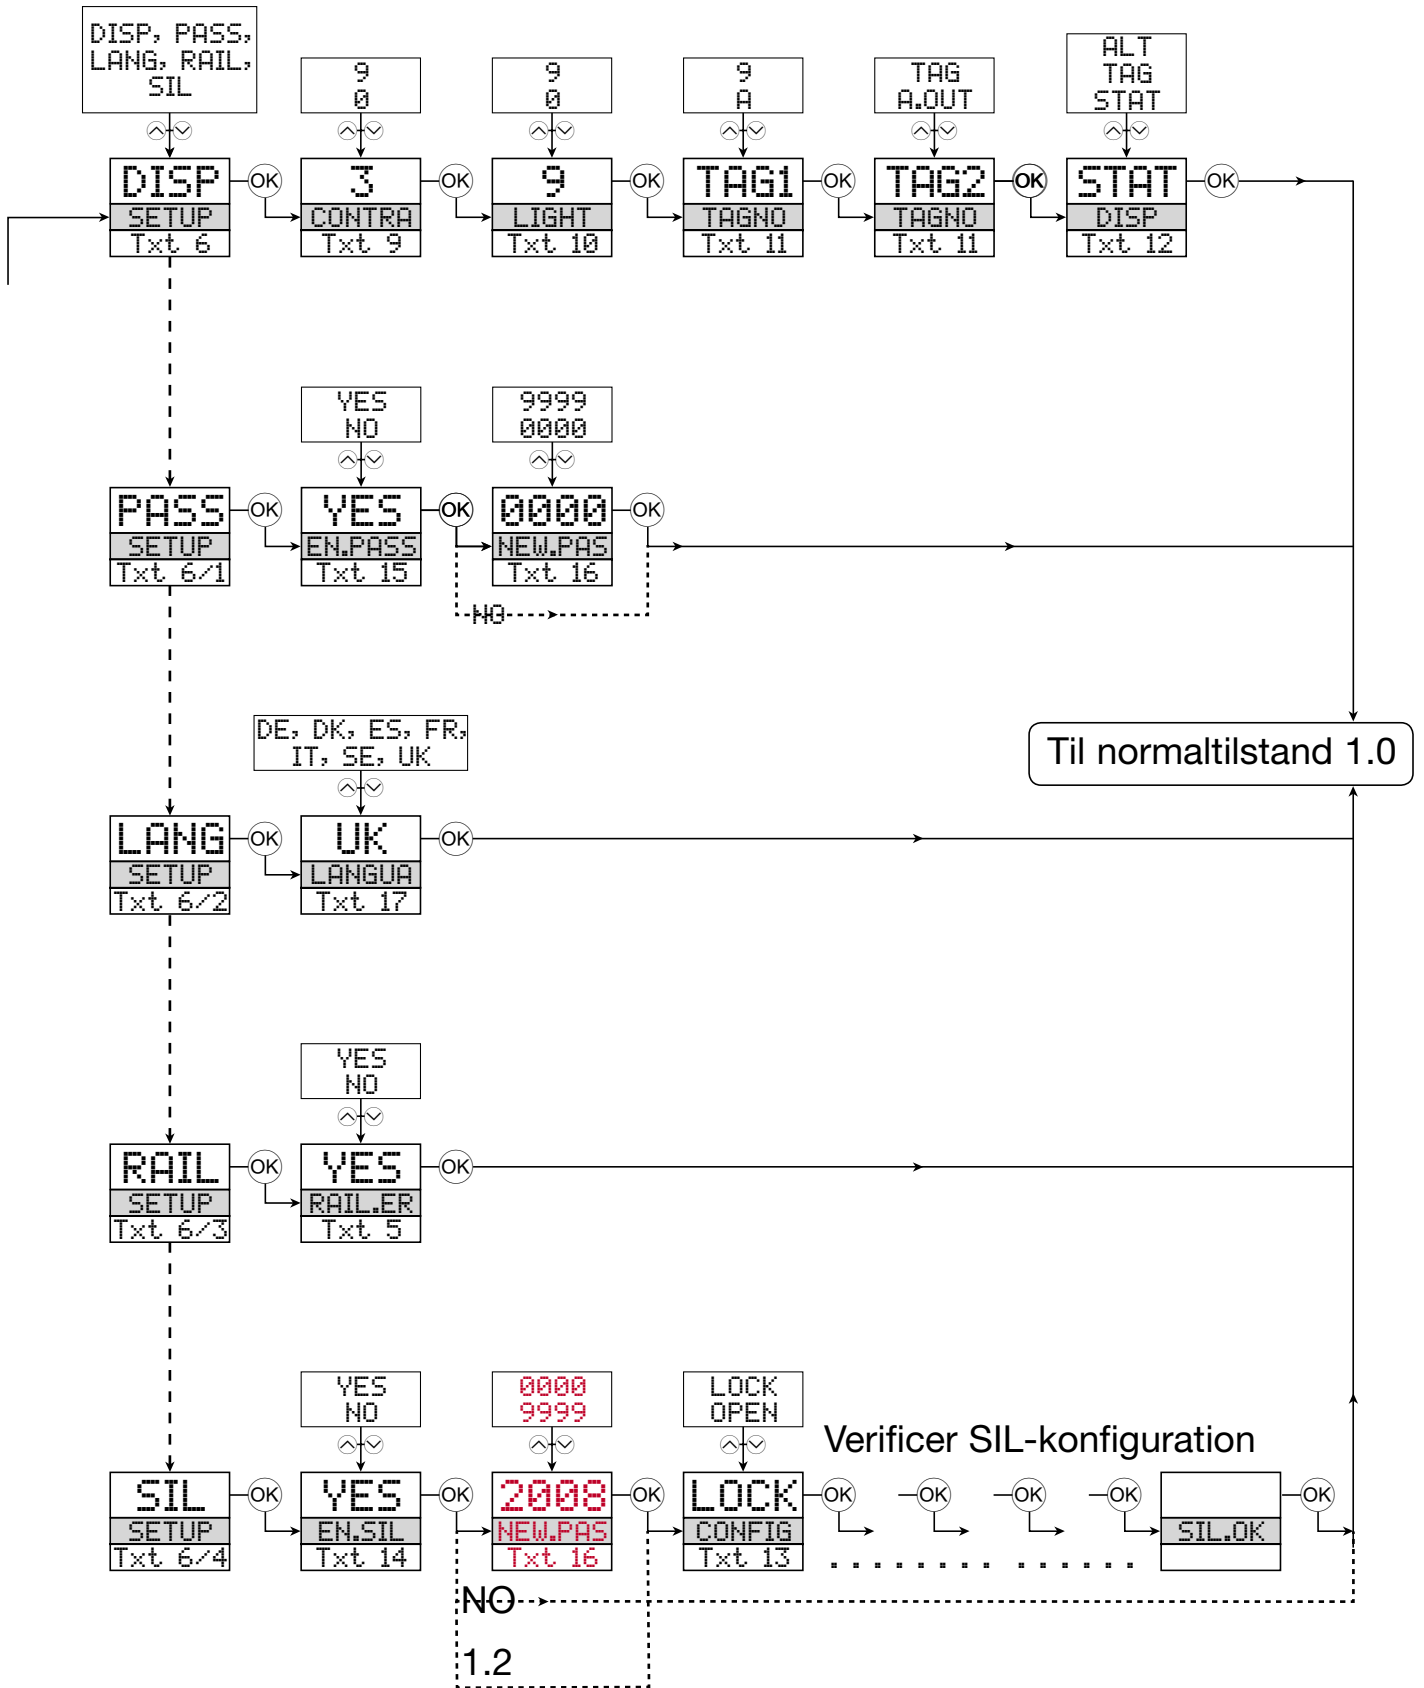 DISP, PASS,
LANG, RAIL,
SIL
9
0
9
0
9
A
TAG
A.OUT
ALT
TAG
STAT
DISP
OK
3
OK
9
OK
TAG1
OK
TAG2
OK
STAT
OK
SETUP
CONTRA
LIGHT
TAGNO
TAGNO
DISP
Txt 6
Txt 9
Txt 10
Txt 11
Txt 11
Txt 12
YES
NO
9999
0000
PASS
OK
YES
OK
0000
OK
SETUP
EN.PASS
NEW.PAS
Txt 6/1
Txt 15
Txt 16
NO
DE, DK, ES, FR,
IT, SE, UK
Til normaltilstand 1.0
LANG
OK
UK
OK
SETUP
LANGUA
Txt 6/2
Txt 17
YES
NO
RAIL
OK
YES
OK
SETUP
RAIL.ER
Txt 6/3
Txt 5
YES
NO
0000
9999
LOCK
OPEN
Verificer SIL-konfiguration
SIL
OK
YES
OK
2008
OK
LOCK
OK
OK
OK
OK
OK
SETUP
EN.SIL
NEW.PAS
CONFIG
SIL.OK
Txt 6/4
Txt 14
Txt 16
Txt 13
NO
1.2